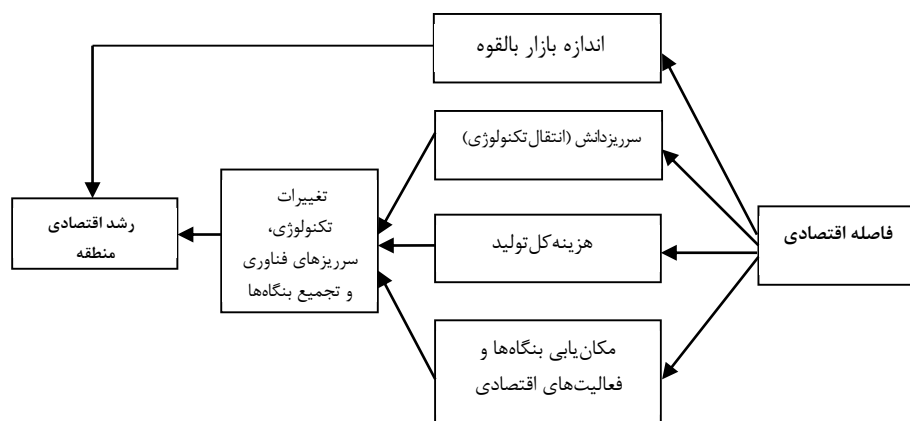 فاصله اقتصادی
اندازه بازار بالقوه
سرریزدانش (انتقال تکنولوژی)
هزینه کل تولید
مکان‌یابی بنگاه‌ها و
فعالیت‌های اقتصادی
تغییرات
تکنولوژی،
سرریزهای فناوری
و تجمیع بنگاه‌ها
رشد اقتصادی
منطقه